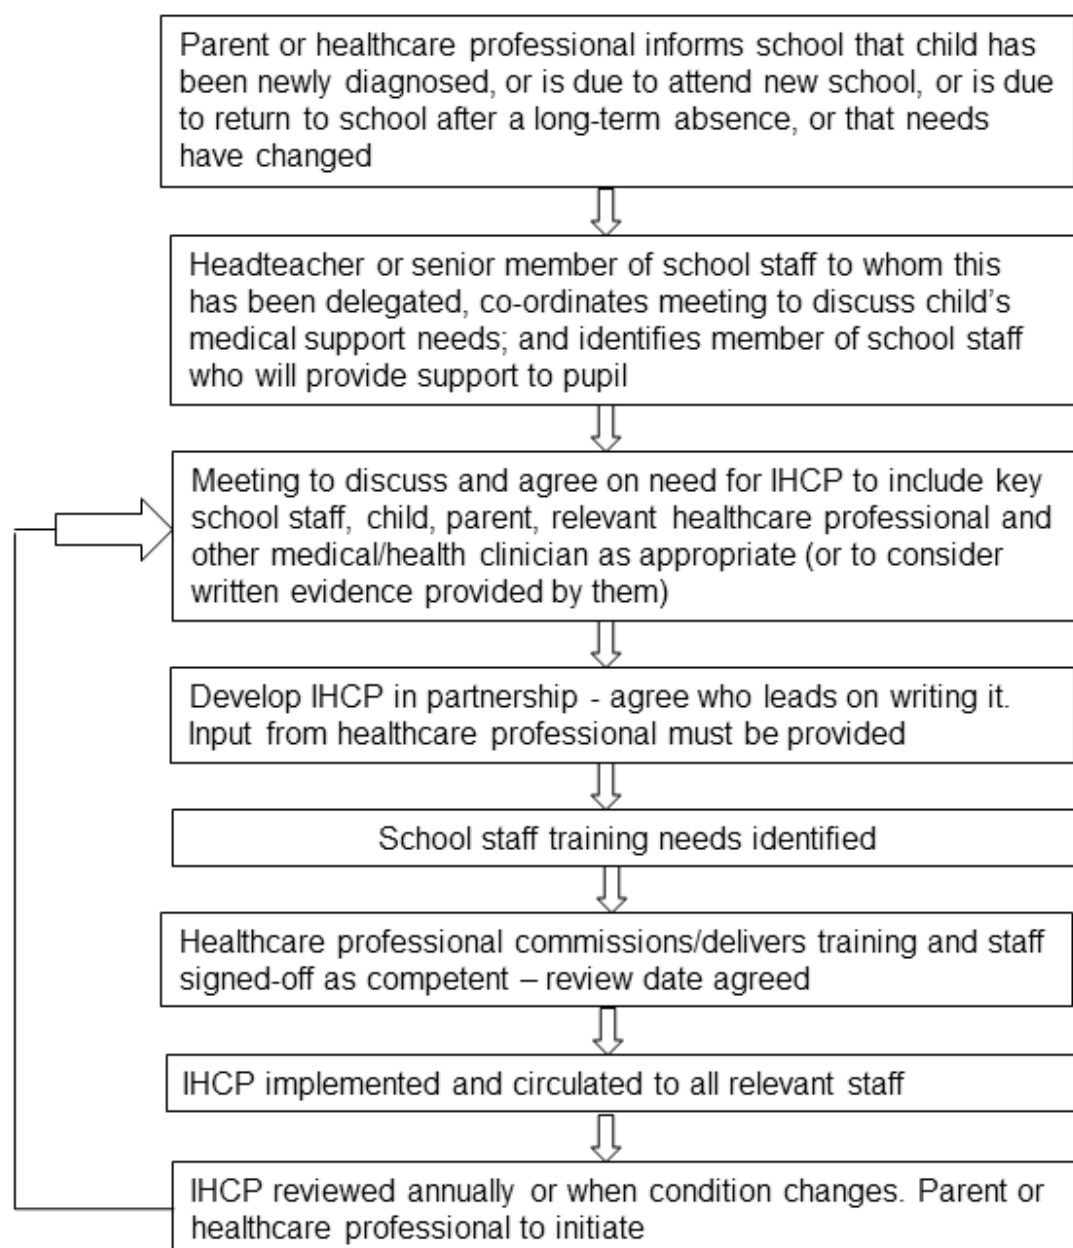 Parent or healthcare professional informs school that child has
been newly diagnosed, or is due to attend new school, or is due
to return to school after a long-term absence, or that needs
have changed
Headteacher or senior member of school staff to whom this
has been delegated, co-ordinates meeting to discuss child's
medical support needs; and identifies member of school staff
who will provide support to pupil
Meeting to discuss and agree on need for IHCP to include key
school staff, child, parent, relevant healthcare professional and
other medical/health clinician as appropriate (or to consider
written evidence provided by them)
Develop IHCP in partnership - agree who leads on writing it.
Input from healthcare professional must be provided
School staff training needs identified
Healthcare professional commissions/delivers training and staff
signed-off as competent – review date agreed
IHCP implemented and circulated to all relevant staff
IHCP reviewed annually or when condition changes. Parent or
healthcare professional to initiate